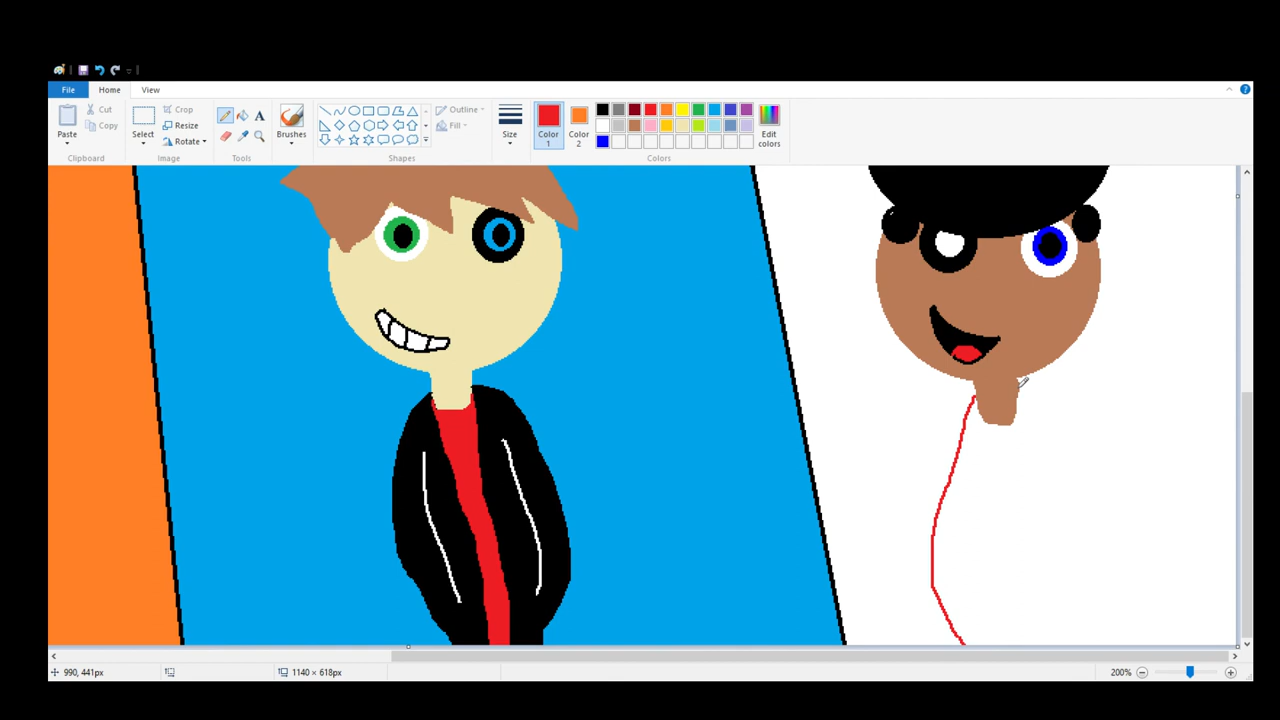 File Home View
Paste
Cut
Copy
Clipboard
Select
Crop
Resize
Rotate
Image
A
Tools
Brushes
Outline
Fill
Shapes
Size
Color
1
Color
2
Edit
colors
Colors
990, 441px
1140 × 618px
200%